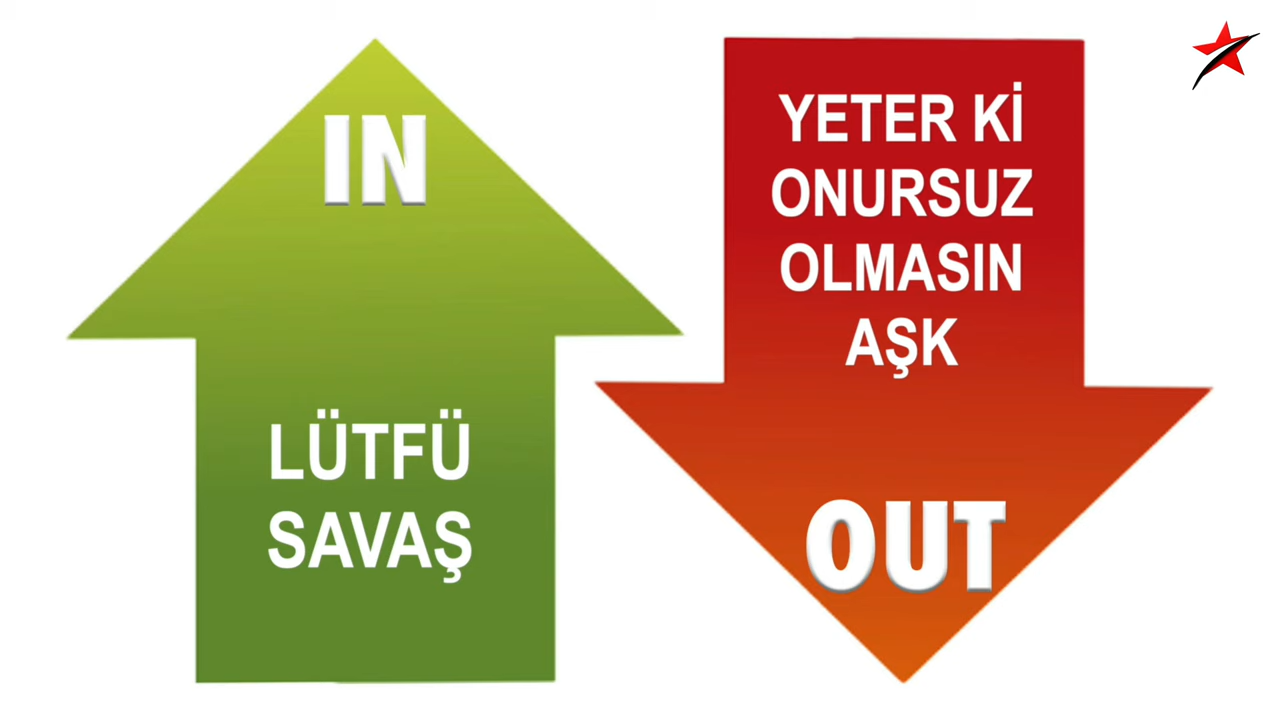 IN
LÜTFÜ
SAVAŞ
YETER Kİ
ONURSUZ
OLMASIN
AŞK
OUT